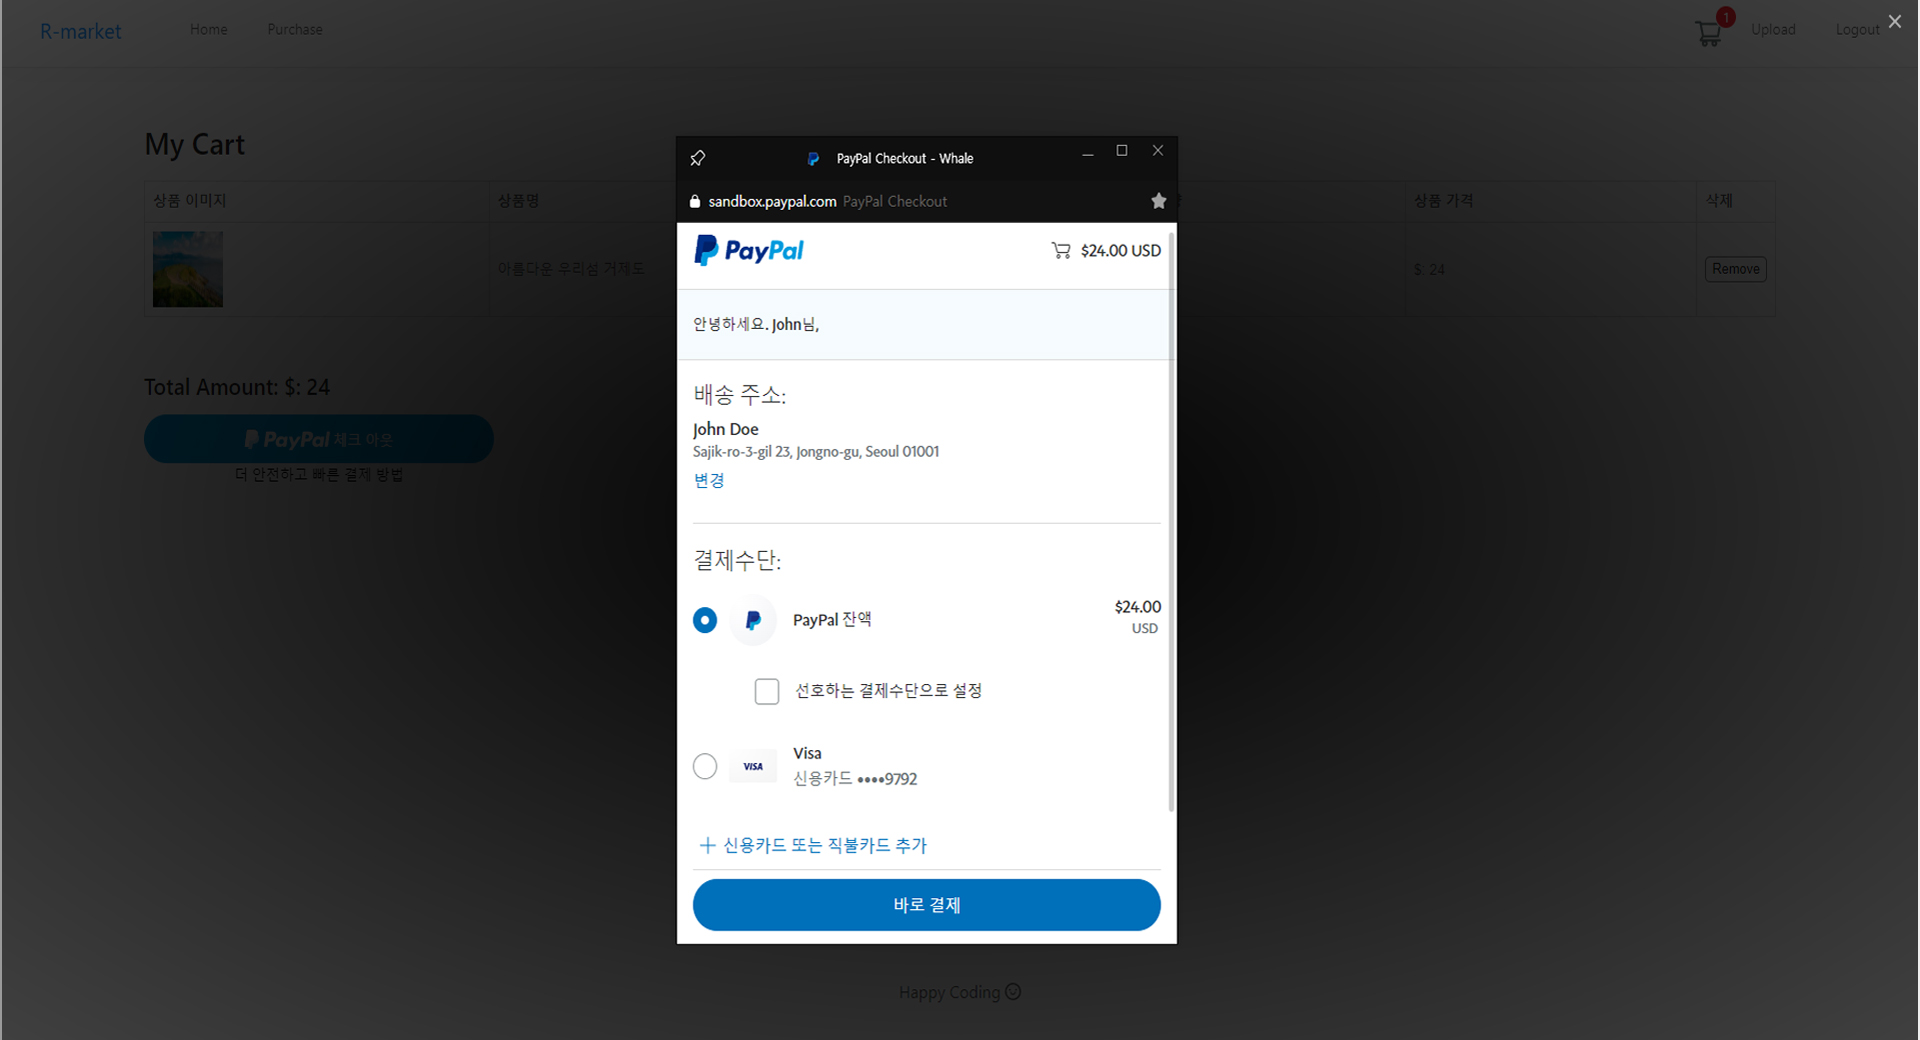 R-market
Home
Purchase
1
Upload
Logout
My Cart
상품 이미지
상품명
상품 가격
삭제
아름다운 우리섬 거제도
$: 24
Remove
Total Amount: $: 24
PayPal 체크 아웃
더 안전하고 빠른 결제 방법
PayPal Checkout - Whale
sandbox.paypal.com PayPal Checkout
PayPal
$24.00 USD
안녕하세요. John님,
배송 주소:
John Doe
Sajik-ro-3-gil 23, Jongno-gu, Seoul 01001
변경
결제수단:
PayPal 잔액
$24.00
USD
선호하는 결제수단으로 설정
VISA
Visa
신용카드 ••••9792
+ 신용카드 또는 직불카드 추가
바로 결제
Happy Coding